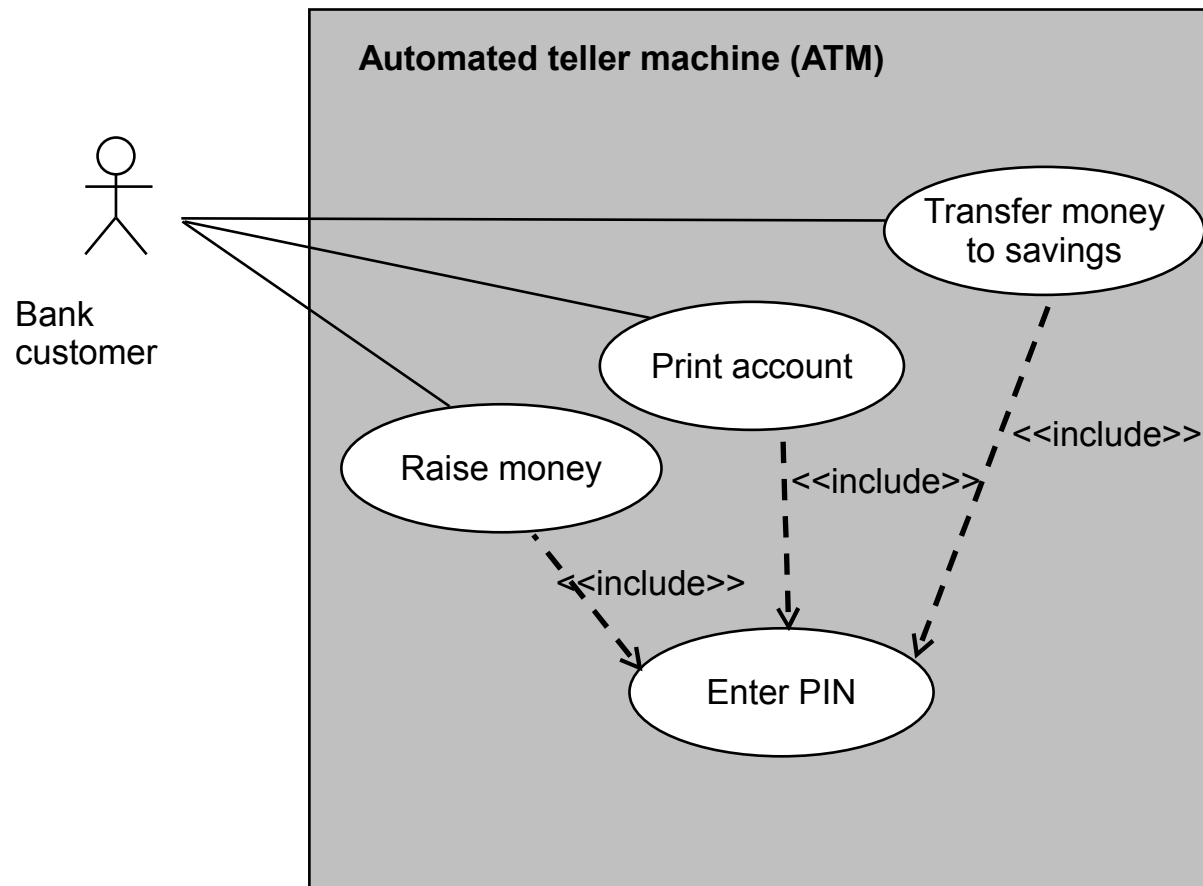 Automated teller machine (ATM)
Transfer money
to savings
Bank
customer
Print account
<<include>>
Raise money
<<include>>
<<include>>
Enter PIN